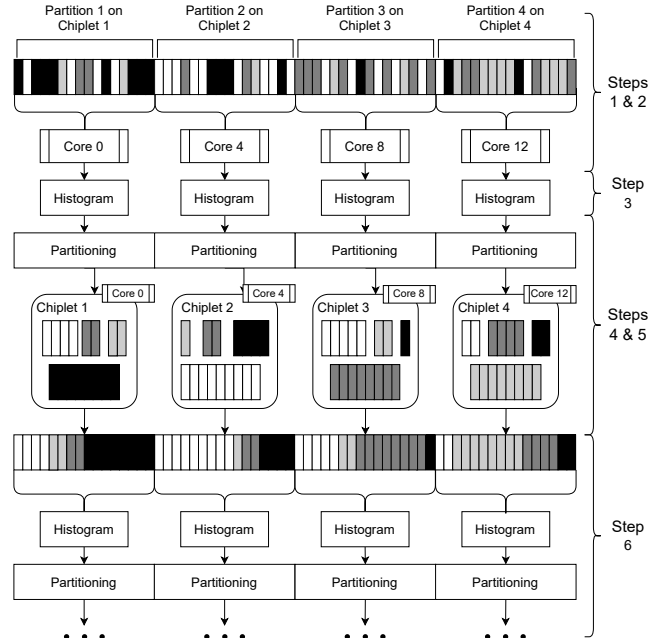 Partition 1 on
Chiplet 1
Partition 2 on
Chiplet 2
Partition 3 on
Chiplet 3
Partition 4 on
Chiplet 4
Steps
1 & 2
Core 0
Core 4
Core 8
Core 12
Histogram
Histogram
Histogram
Histogram
Step
3
Partitioning
Partitioning
Partitioning
Partitioning
Core 0
Core 4
Core 8
Core 12
Chiplet 1
Chiplet 2
Chiplet 3
Chiplet 4
Steps
4 & 5
Histogram
Histogram
Histogram
Histogram
Step
6
Partitioning
Partitioning
Partitioning
Partitioning